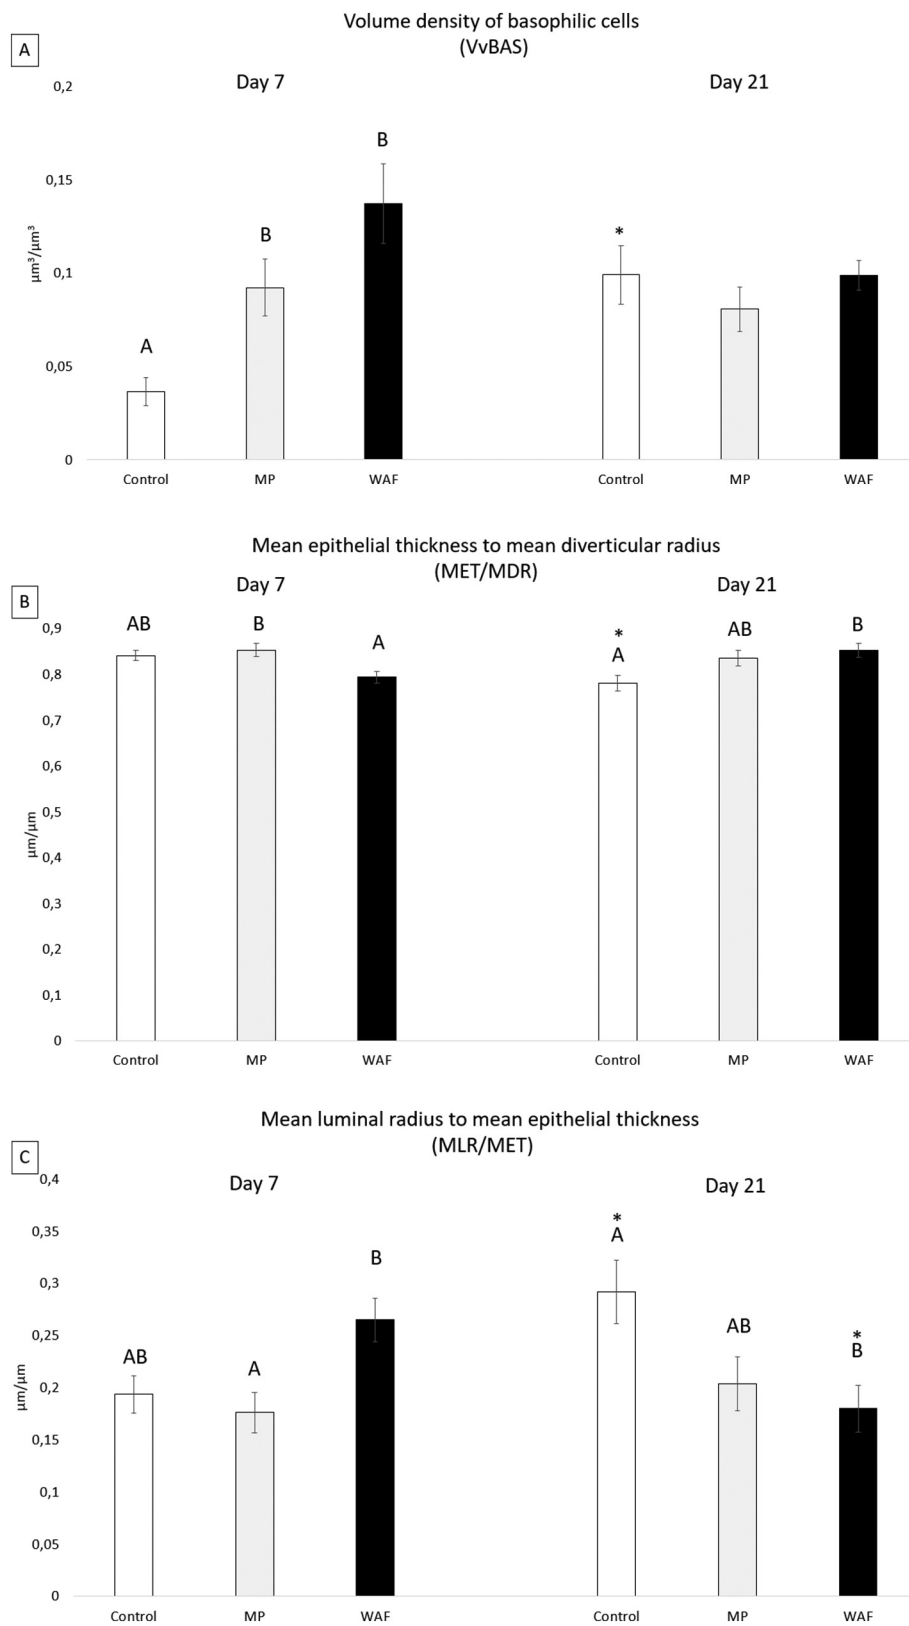 Volume density of basophilic cells
(VvBAS)
A
Day 7
Day 21
0,2
0,15
0,1
0,05
0
µm³/µm³
A
B
B
*
Control
MP
WAF
Control
MP
WAF
Mean epithelial thickness to mean diverticular radius
(MET/MDR)
B
Day 7
Day 21
0,9
0,8
0,7
0,6
0,5
0,4
0,3
0,2
0,1
0
µm/µm
AB
B
A
*
A
AB
B
Control
MP
WAF
Control
MP
WAF
Mean luminal radius to mean epithelial thickness
(MLR/MET)
C
Day 7
Day 21
0,4
0,35
0,3
0,25
0,2
0,15
0,1
0,05
0
µm/µm
AB
A
B
*
A
AB
*
B
Control
MP
WAF
Control
MP
WAF